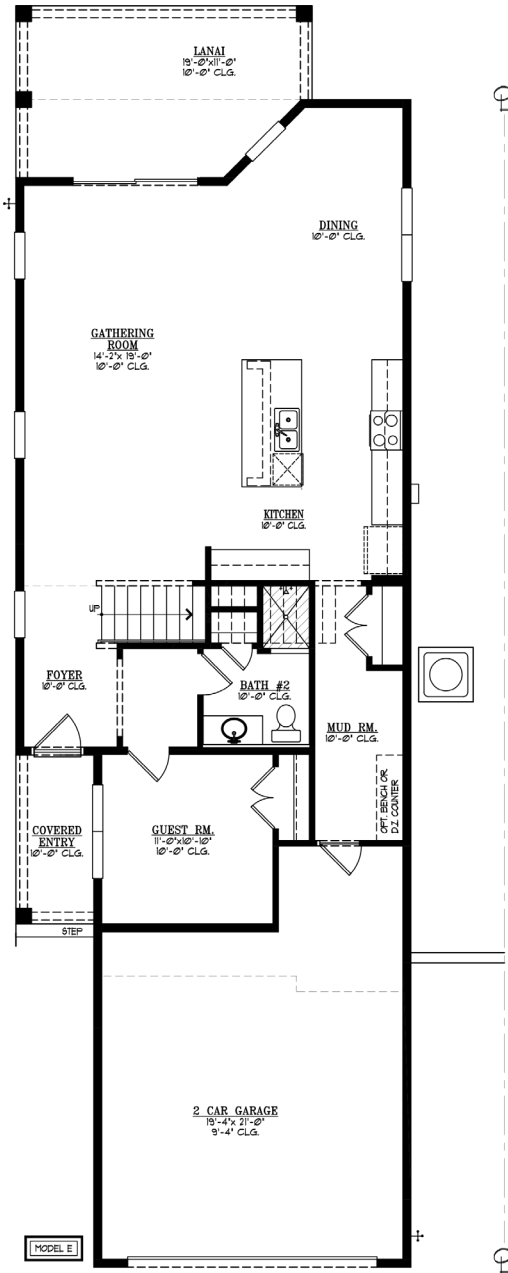 LANAI
19'-0"x11'-0"
10'-0" CLG.
DINING
10'-0" CLG.
GATHERING
ROOM
14'-2"x 19'-0"
10'-0" CLG.
KITCHEN
10'-0" CLG.
UP
FOYER
10'-0" CLG.
BATH #2
10'-0" CLG.
MUD RM.
10'-0" CLG.
OPT. BENCH OR
D.Z. COUNTER
COVERED
ENTRY
10'-0" CLG.
GUEST RM.
11'-0"x10'-10"
10'-0" CLG.
STEP
2 CAR GARAGE
19'-4"x 21'-0"
9'-4" CLG.
MODEL E